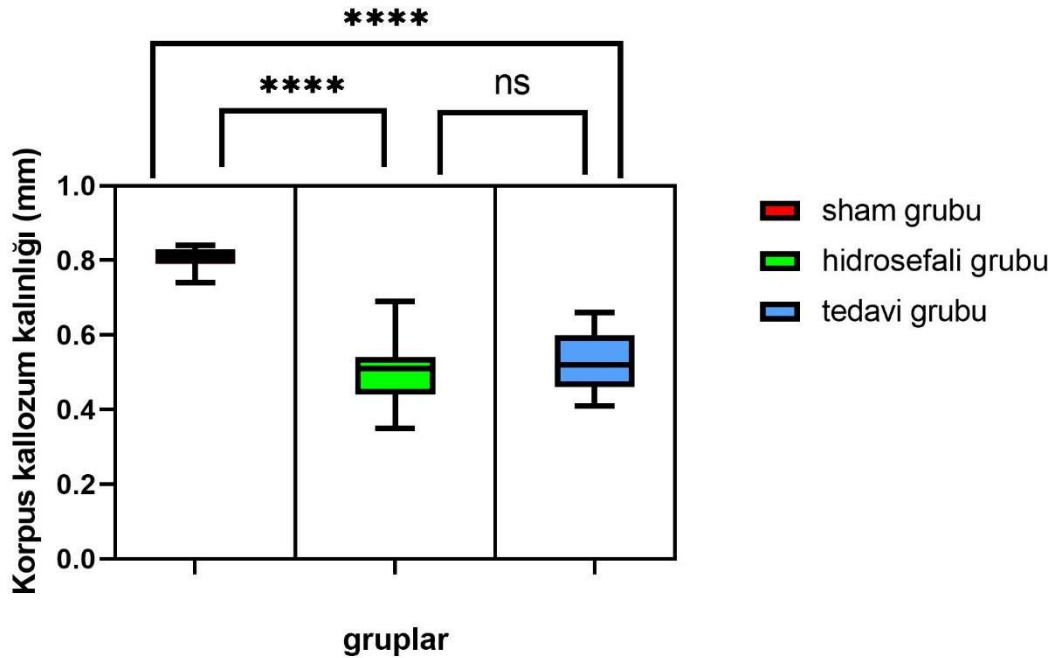 ****
****
ns
Korpus kallozum kalınlığı (mm)
1.0
0.8
0.6
0.4
0.2
0.0
gruplar
sham grubu
hidrosefali grubu
tedavi grubu